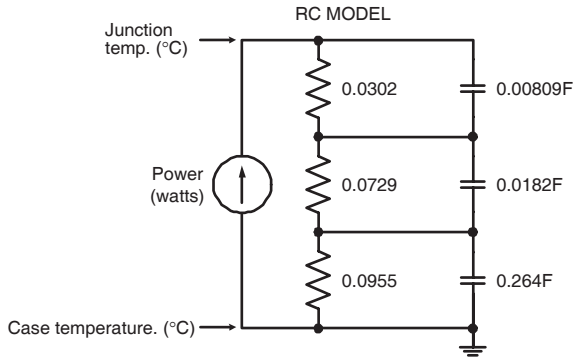 RC MODEL
Junction
temp. (°C)
0.0302
0.00809F
Power
(watts)
0.0729
0.0182F
0.0955
0.264F
Case temperature. (°C)